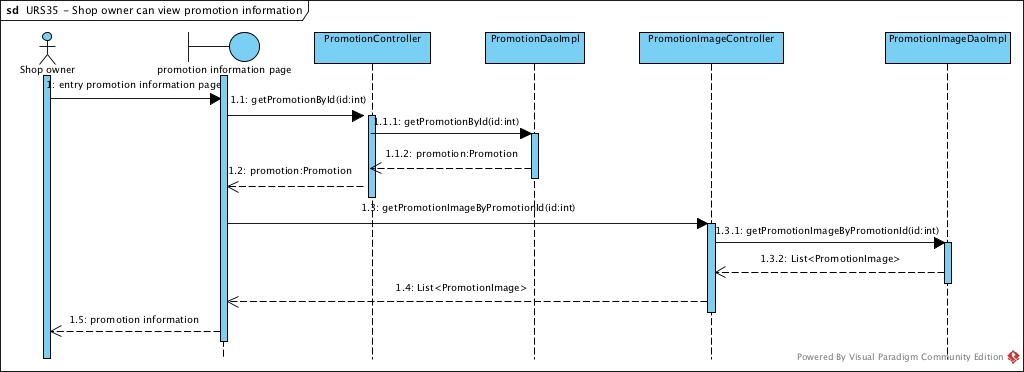 sd URS35 – Shop owner can view promotion information
Shop owner
promotion information page
PromotionController
PromotionDaoImpl
PromotionImageController
PromotionImageDaoImpl
1: entry promotion information page
1.1: getPromotionById(id:int)
1.1.1: getPromotionById(id:int)
1.1.2: promotion:Promotion
1.2: promotion:Promotion
1.3: getPromotionImageByPromotionId(id:int)
1.3.1: getPromotionImageByPromotionId(id:int)
1.3.2: List<PromotionImage>
1.4: List<PromotionImage>
1.5: promotion information
Powered By Visual Paradigm Community Edition